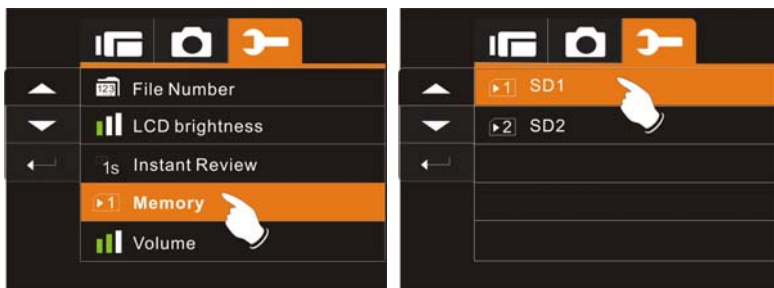 123 File Number
LCD brightness
1s Instant Review
1 Memory
Volume
1 SD1
2 SD2